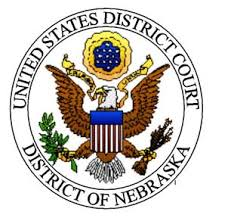 UNITED STATES DISTRICT COURT
DISTRICT OF NEBRASKA